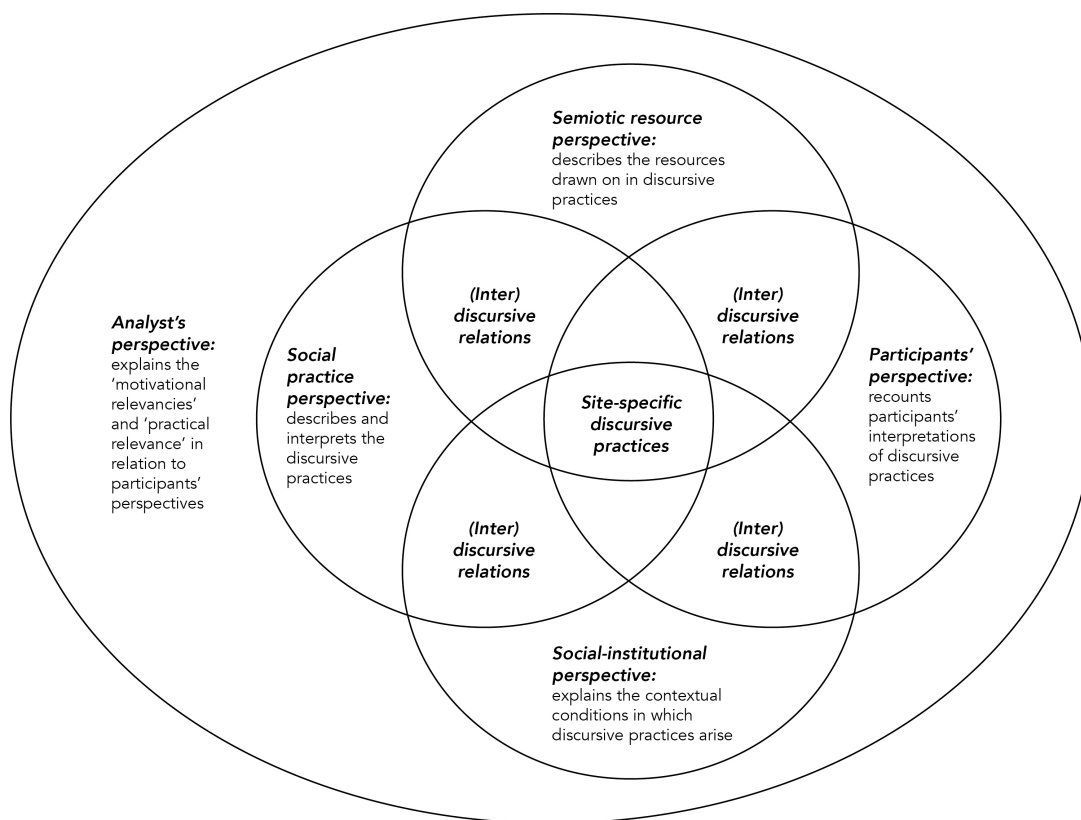 Semiotic resource
perspective:
describes the resources
drawn on in discursive
practices
(Inter)
discursive
relations
(Inter)
discursive
relations
Analyst’s
perspective:
explains the
‘motivational
relevancies’
and ‘practical
relevance’ in
relation to
participants’
perspectives
Social
practice
perspective:
describes and
interprets the
discursive
practices
Site-specific
discursive
practices
Participants’
perspective:
recounts
participants’
interpretations
of discursive
practices
(Inter)
discursive
relations
(Inter)
discursive
relations
Social-institutional
perspective:
explains the contextual
conditions in which
discursive practices arise